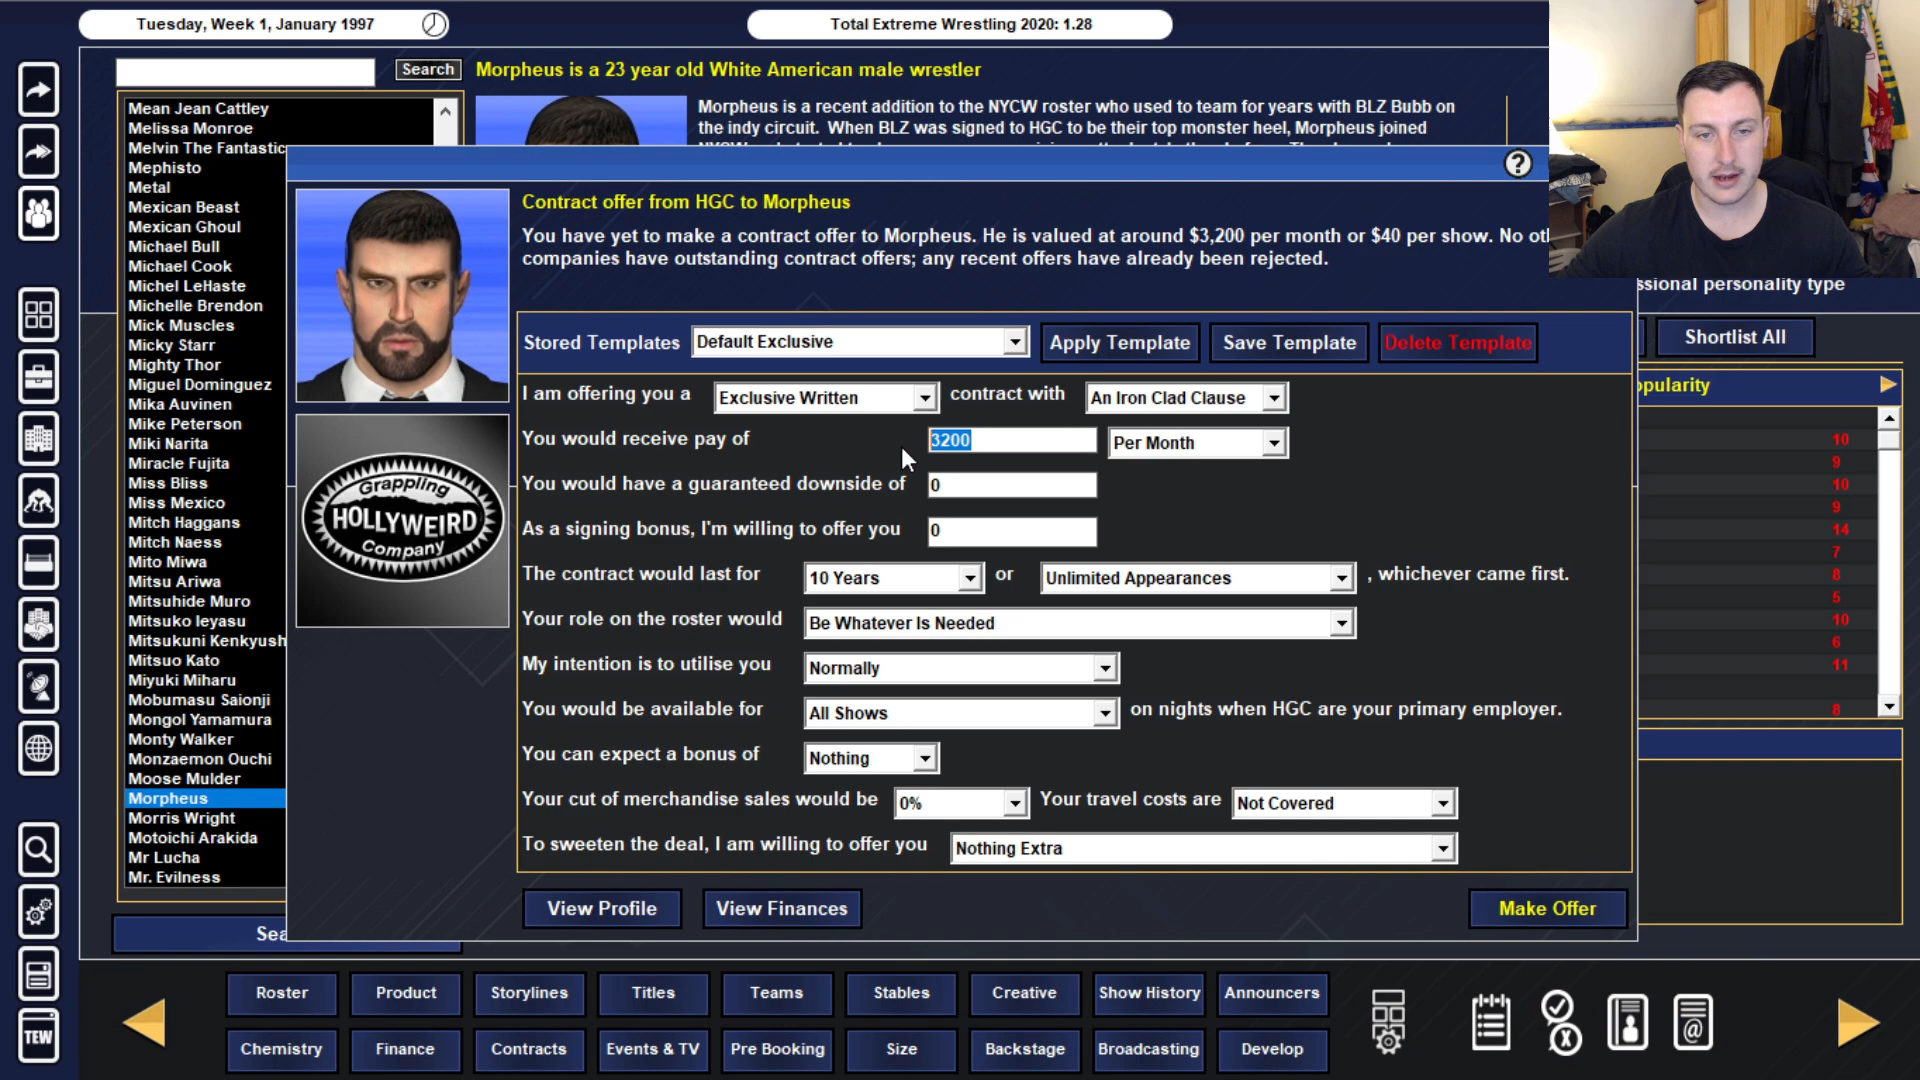 Tuesday, Week 1, January 1997
Total Extreme Wrestling 2020: 1.28
Search
Morpheus is a 23 year old White American male wrestler
Morpheus is a recent addition to the NYCW roster who used to team for years with BLZ Bubb on
the indy circuit. When BLZ was signed to HGC to be their top monster heel, Morpheus joined
Mean Jean Cattley
Melissa Monroe
Melvin The Fantastic
Mephisto
Metal
Mexican Beast
Mexican Ghoul
Michael Bull
Michael Cook
Michel LeHaste
Michelle Brendon
Mick Muscles
Micky Starr
Mighty Thor
Miguel Dominguez
Mika Auvinen
Mike Peterson
Miki Narita
Miracle Fujita
Miss Bliss
Miss Mexico
Mitch Haggans
Mitch Naess
Mito Miwa
Mitsu Ariwa
Mitsuhide Muro
Mitsuko Ieyasu
Mitsukuni Kenkyush
Mitsuo Kato
Miyuki Miharu
Mobumasu Saionji
Mongol Yamamura
Monty Walker
Monzaemon Ouchi
Moose Mulder
Morpheus
Morris Wright
Motoichi Arakida
Mr Lucha
Mr. Evilness
Sea
?
Contract offer from HGC to Morpheus
You have yet to make a contract offer to Morpheus. He is valued at around $3,200 per month or $40 per show. No ot
companies have outstanding contract offers; any recent offers have already been rejected.
Grappling
HOLLYWEIRD
Company
Stored Templates Default Exclusive Apply Template Save Template Delete Template
I am offering you a Exclusive Written contract with An Iron Clad Clause
You would receive pay of 3200 Per Month
You would have a guaranteed downside of 0
As a signing bonus, I'm willing to offer you 0
The contract would last for 10 Years or Unlimited Appearances , whichever came first.
Your role on the roster would Be Whatever Is Needed
My intention is to utilise you Normally
You would be available for All Shows on nights when HGC are your primary employer.
You can expect a bonus of Nothing
Your cut of merchandise sales would be 0% Your travel costs are Not Covered
To sweeten the deal, I am willing to offer you Nothing Extra
View Profile View Finances Make Offer
ssional personality type
Shortlist All
opularity
10
9
10
9
14
7
8
5
10
6
11
8
Roster Product Storylines Titles Teams Stables Creative Show History Announcers
Chemistry Finance Contracts Events & TV Pre Booking Size Backstage Broadcasting Develop
TEW